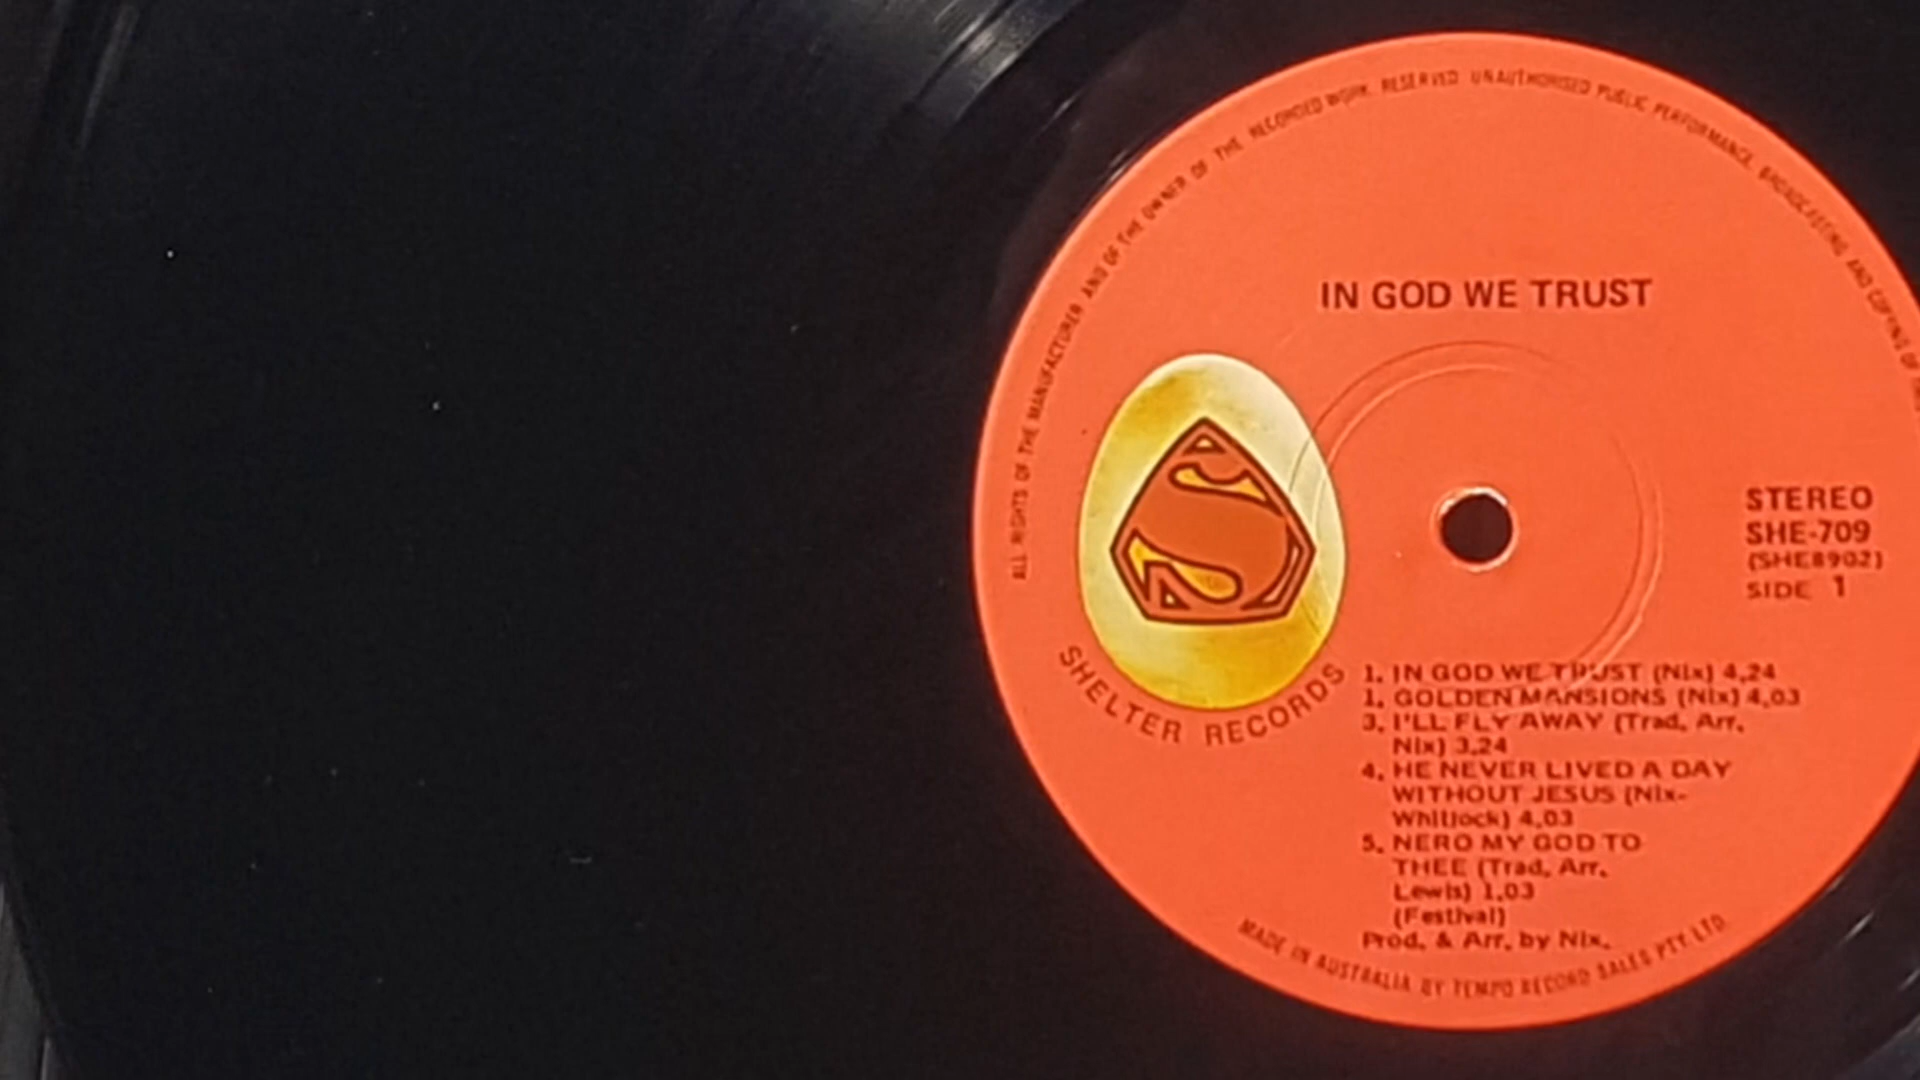 ALL RIGHTS OF THE MANUFACTURER AND OF THE OWNER OF THE RECORDED WORK RESERVED UNAUTHORISED PUBLIC PERFORMANCE, BROADCASTING AND COPYING OF
IN GOD WE TRUST
STEREO
SHE-709
(SHE8902)
SIDE 1
SHELTER RECORDS
1. IN GOD WE TRUST (Nix) 4,24
1. GOLDEN MANSIONS (Nix) 4,03
3. I'LL FLY AWAY (Trad, Arr.
Nix) 3,24
4. HE NEVER LIVED A DAY
WITHOUT JESUS (Nix-
Whitlock) 4,03
5. NERO MY GOD TO
THEE (Trad, Arr.
Lewis) 1,03
(Festival)
Prod. & Arr. by Nix.
MADE IN AUSTRALIA BY TEMPO RECORD SALES PTY LTD.